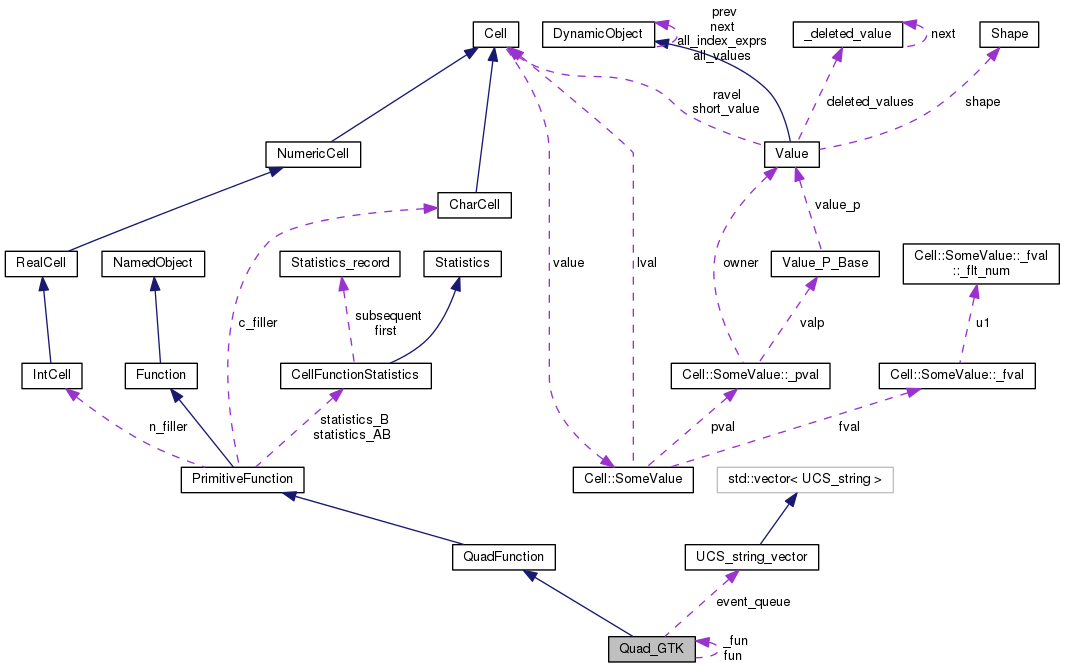 prev
next
all_index_exprs
all_values
Cell
DynamicObject
_deleted_value
next
Shape
ravel
short_value
deleted_values
shape
NumericCell
Value
CharCell
value_p
RealCell
NamedObject
Statistics_record
Statistics
value
lval
owner
Value_P_Base
Cell::SomeValue::_fval
::_flt_num
c_filler
subsequent
first
valp
u1
IntCell
Function
CellFunctionStatistics
Cell::SomeValue::_pval
Cell::SomeValue::_fval
n_filler
statistics_B
statistics_AB
pval
fval
PrimitiveFunction
Cell::SomeValue
std::vector< UCS_string >
QuadFunction
UCS_string_vector
event_queue
Quad_GTK
_fun
fun